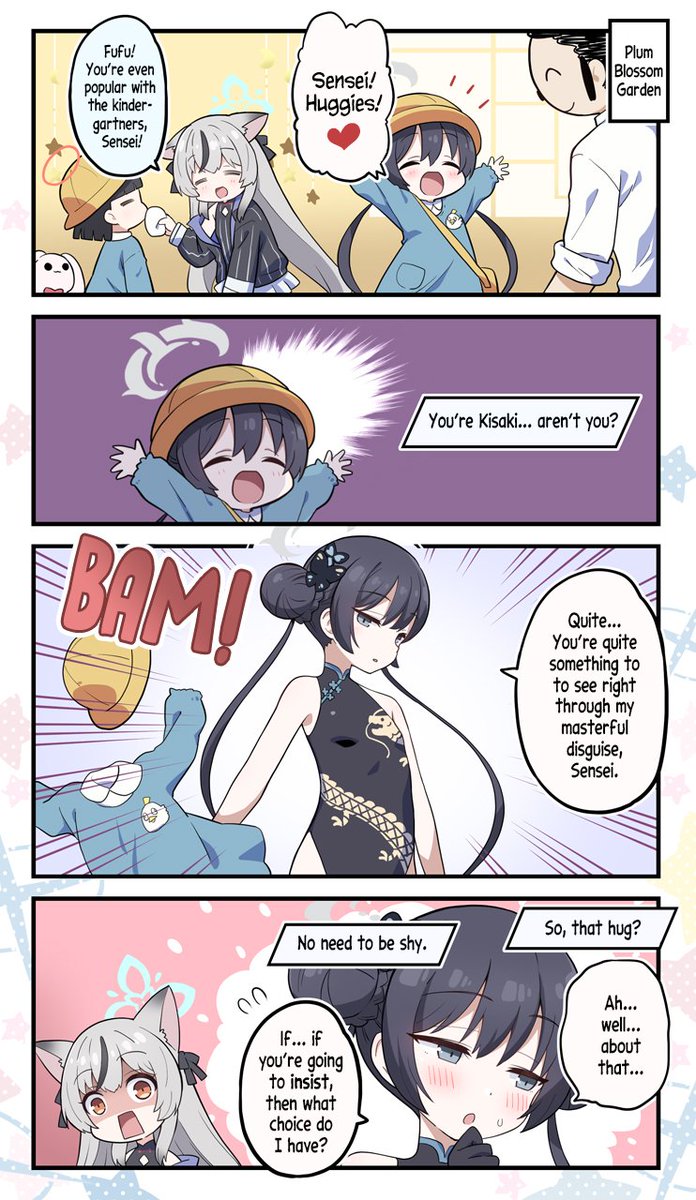 Plum
Blossom
Garden
Sensei!
Huggies!
Fufu!
You're even
popular with
the kinder-
gartners,
Sensei!
You're Kisaki... aren't you?
BAM!
Quite...
You're quite
something to
to see right
through my
masterful
disguise,
Sensei.
So, that hug?
Ah...
well...
about
that...
No need to be shy.
If... if
you're going
to insist,
then what
choice do
I have?